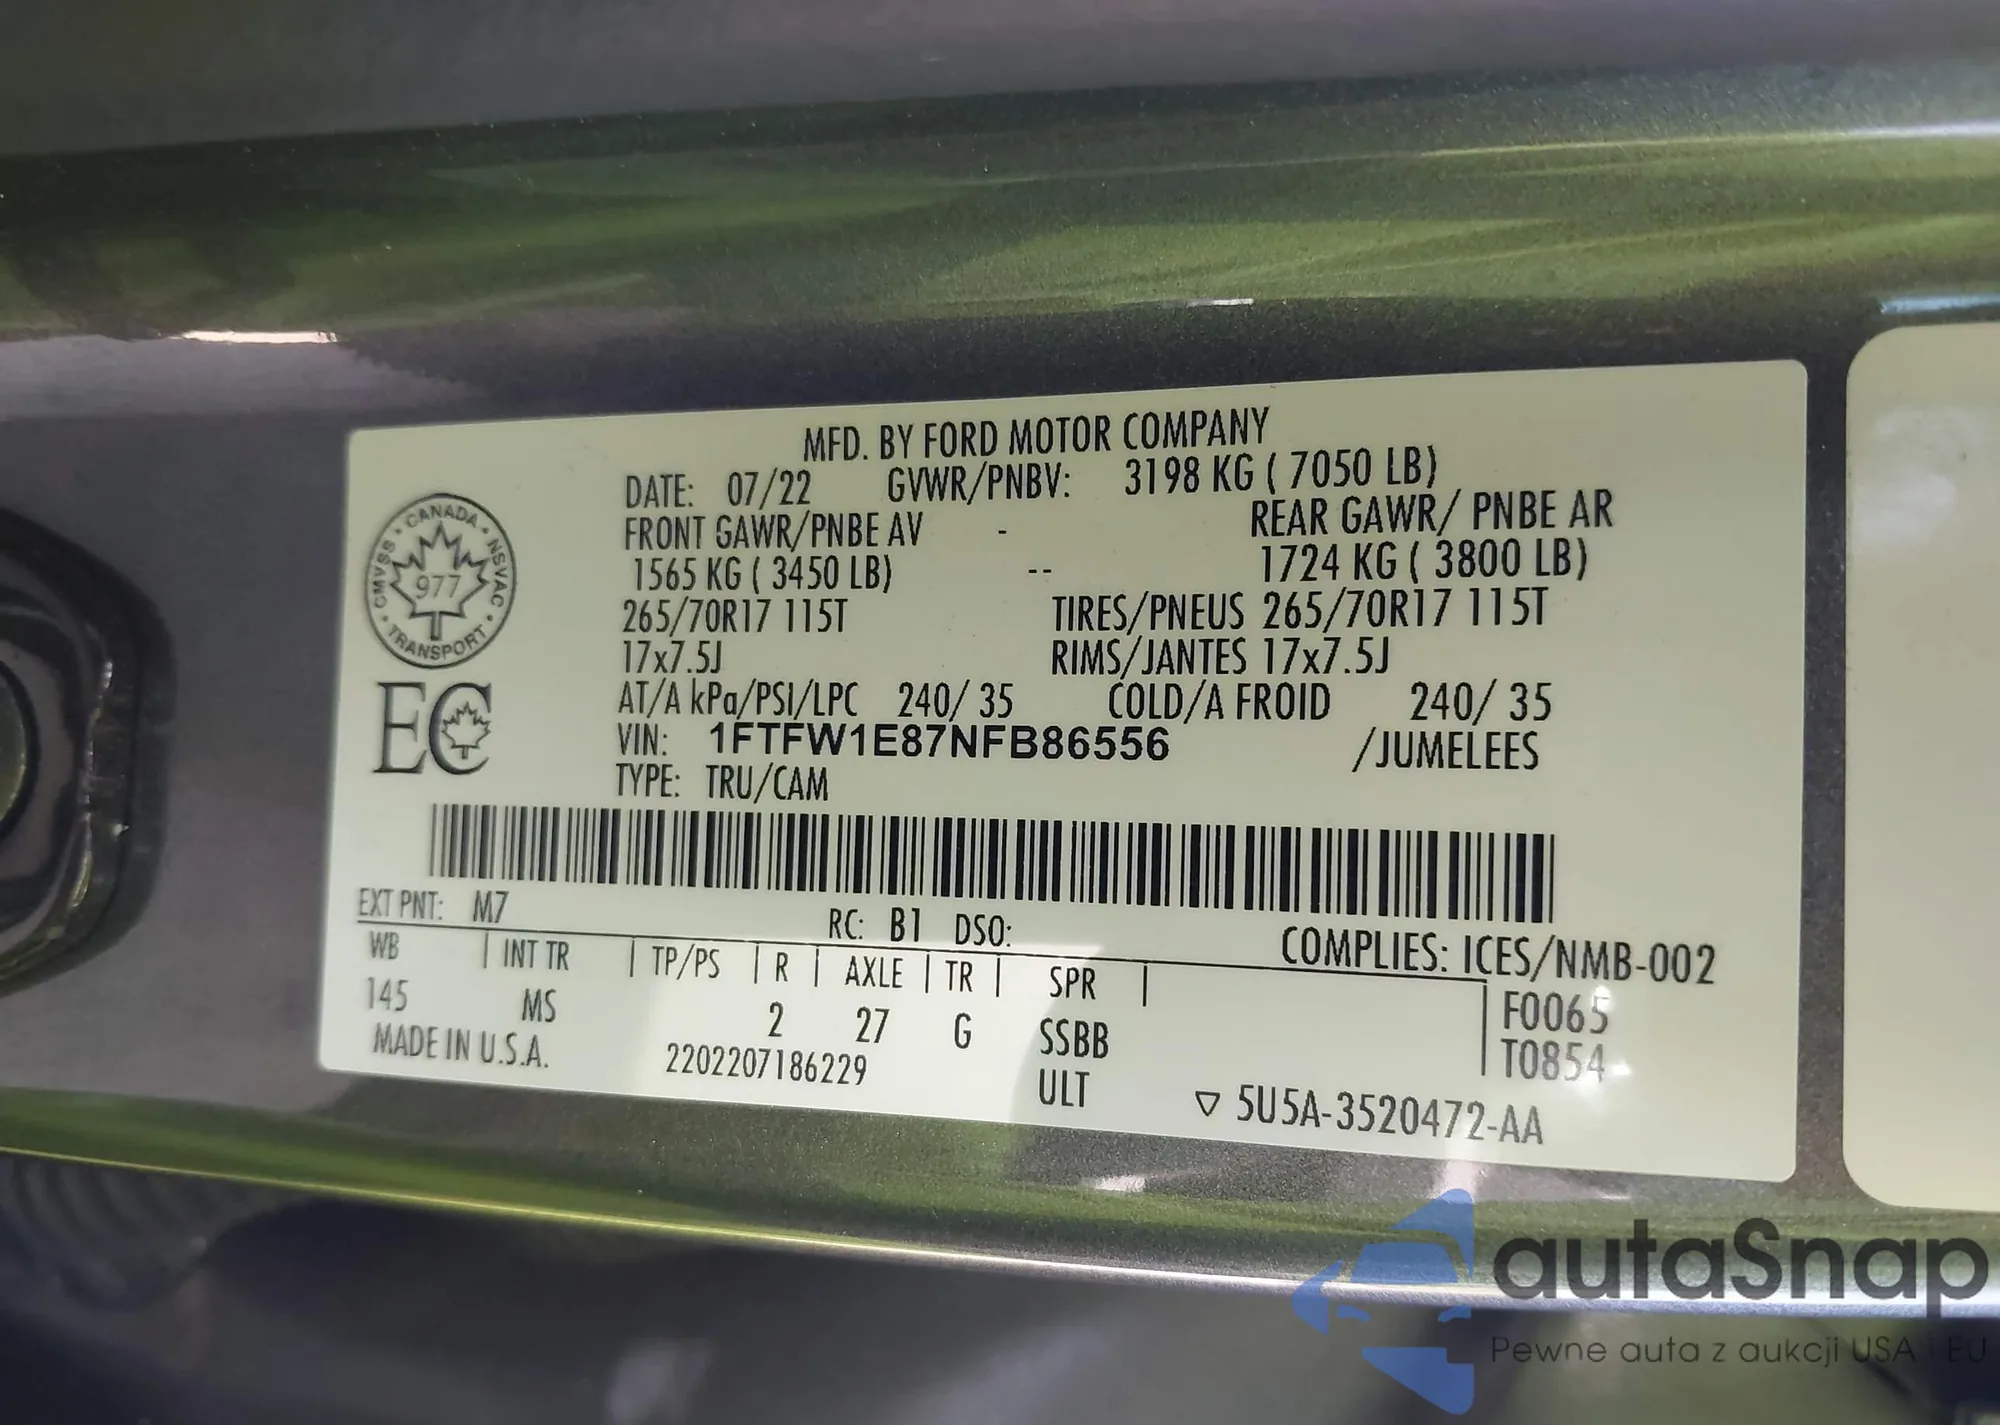 MFD. BY FORD MOTOR COMPANY
DATE: 07/22 GVWR/PNBV: 3198 KG ( 7050 LB)
FRONT GAWR/PNBE AV - REAR GAWR/ PNBE AR
1565 KG ( 3450 LB) -- 1724 KG ( 3800 LB)
265/70R17 115T TIRES/PNEUS 265/70R17 115T
17x7.5J RIMS/JANTES 17x7.5J
AT/A kPa/PSI/LPC 240/ 35 COLD/A FROID 240/ 35
VIN: 1FTFW1E87NFB86556 /JUMELEES
TYPE: TRU/CAM
CANADA
CMVSS 977 NSVAC
TRANSPORT
EC
EXT PNT: M7 RC: B1 DSO: COMPLIES: ICES/NMB-002
WB | INT TR | TP/PS | R | AXLE | TR | SPR | F0065
145 MS 2 27 G SSBB T0854
MADE IN U.S.A. 2202207186229 ULT ▽ 5U5A-3520472-AA
autaSnap
Pewne auta z aukcji USA i EU